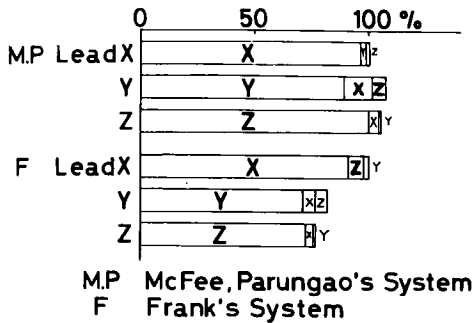 0 50 100 %
M.P Lead X X Y Z
Y Y X Z
Z Z X Y
F Lead X X Z Y
Y Y X Z
Z Z X Y
M.P McFee, Parungao's System
F Frank's System